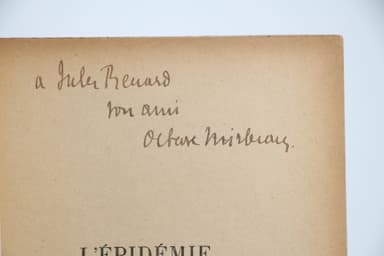 a Jules Renard
son ami
Octave Mirbeau.
L'ÉPIDÉMIE